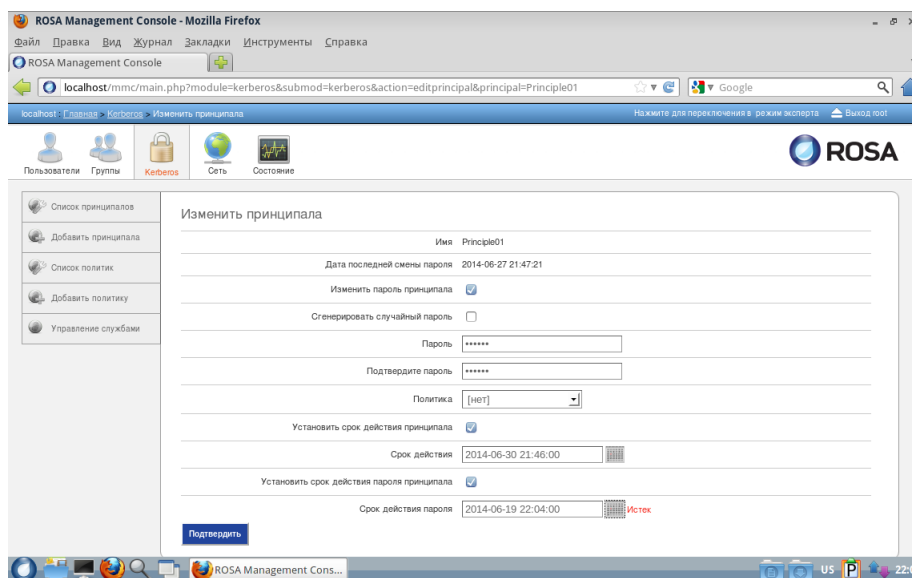 ROSA Management Console - Mozilla Firefox
Файл Правка Вид Журнал Закладки Инструменты Справка
ROSA Management Console
localhost/mmc/main.php?module=kerberos&submod=kerberos&action=editprincipal&principal=Principle01
Google
localhost : Главная > Kerberos > Изменить принципала
Нажмите для переключения в режим эксперта Выход root
Пользователи Группы Kerberos Сеть Состояние
ROSA
Список принципалов
Добавить принципала
Список политик
Добавить политику
Управление службами
Изменить принципала
Имя Principle01
Дата последней смены пароля 2014-06-27 21:47:21
Изменить пароль принципала
Сгенерировать случайный пароль
Пароль ••••••
Подтвердите пароль ••••••
Политика [нет]
Установить срок действия принципала
Срок действия 2014-06-30 21:46:00
Установить срок действия пароля принципала
Срок действия пароля 2014-06-19 22:04:00 Истек
Подтвердить
ROSA Management Cons...
US